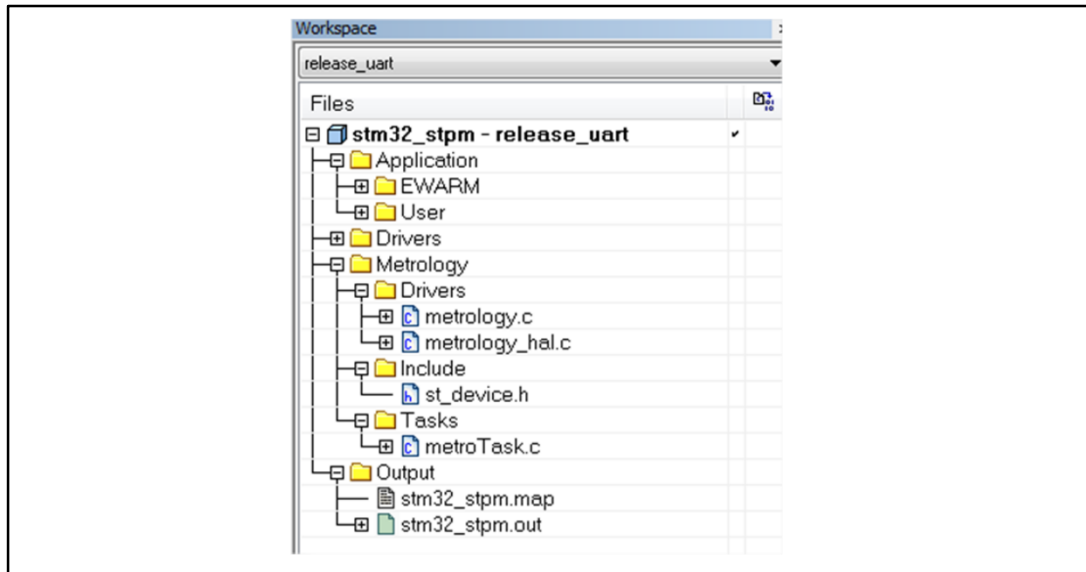 Workspace
release_uart
Files
stm32_stpm - release_uart
Application
EWARM
User
Drivers
Metrology
Drivers
metrology.c
metrology_hal.c
Include
st_device.h
Tasks
metroTask.c
Output
stm32_stpm.map
stm32_stpm.out